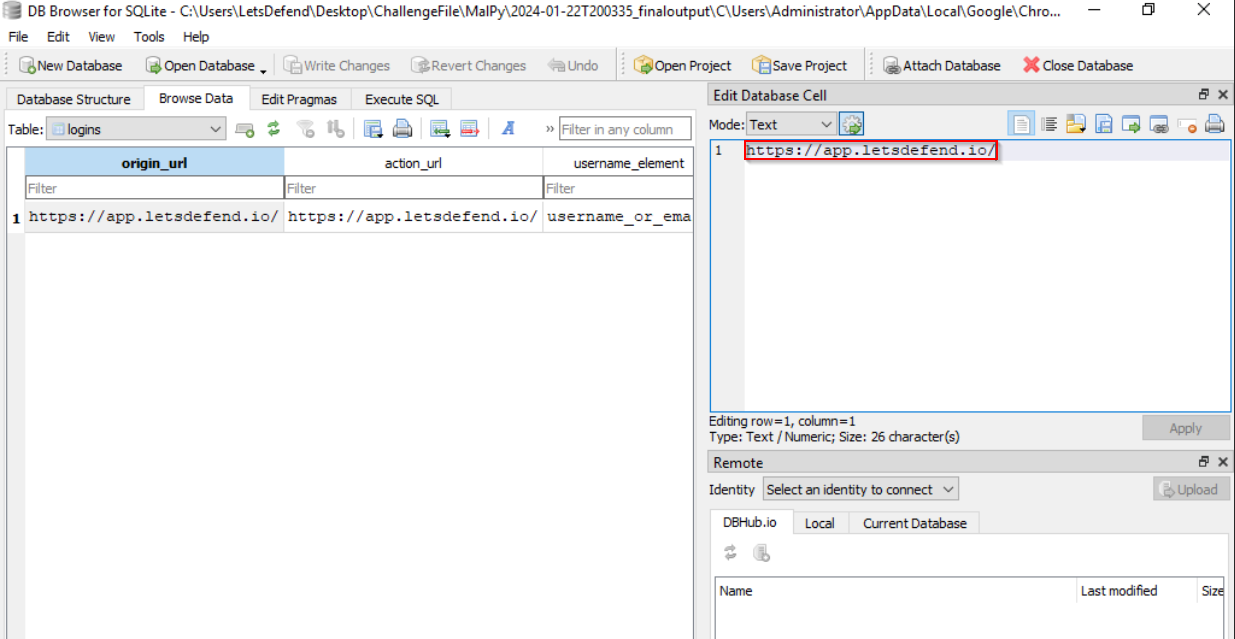 DB Browser for SQLite - C:\Users\LetsDefend\Desktop\ChallengeFile\MalPy\2024-01-22T200335_finaloutput\C\Users\Administrator\AppData\Local\Google\Chro...
File Edit View Tools Help
New Database Open Database Write Changes Revert Changes Undo Open Project Save Project Attach Database Close Database
Database Structure Browse Data Edit Pragmas Execute SQL
Table: logins » Filter in any column
origin_url action_url username_element
Filter Filter Filter
1 https://app.letsdefend.io/ https://app.letsdefend.io/ username_or_ema
Edit Database Cell
Mode: Text
1 https://app.letsdefend.io/
Editing row=1, column=1
Type: Text / Numeric; Size: 26 character(s)
Apply
Remote
Identity Select an identity to connect Upload
DBHub.io Local Current Database
Name Last modified Size